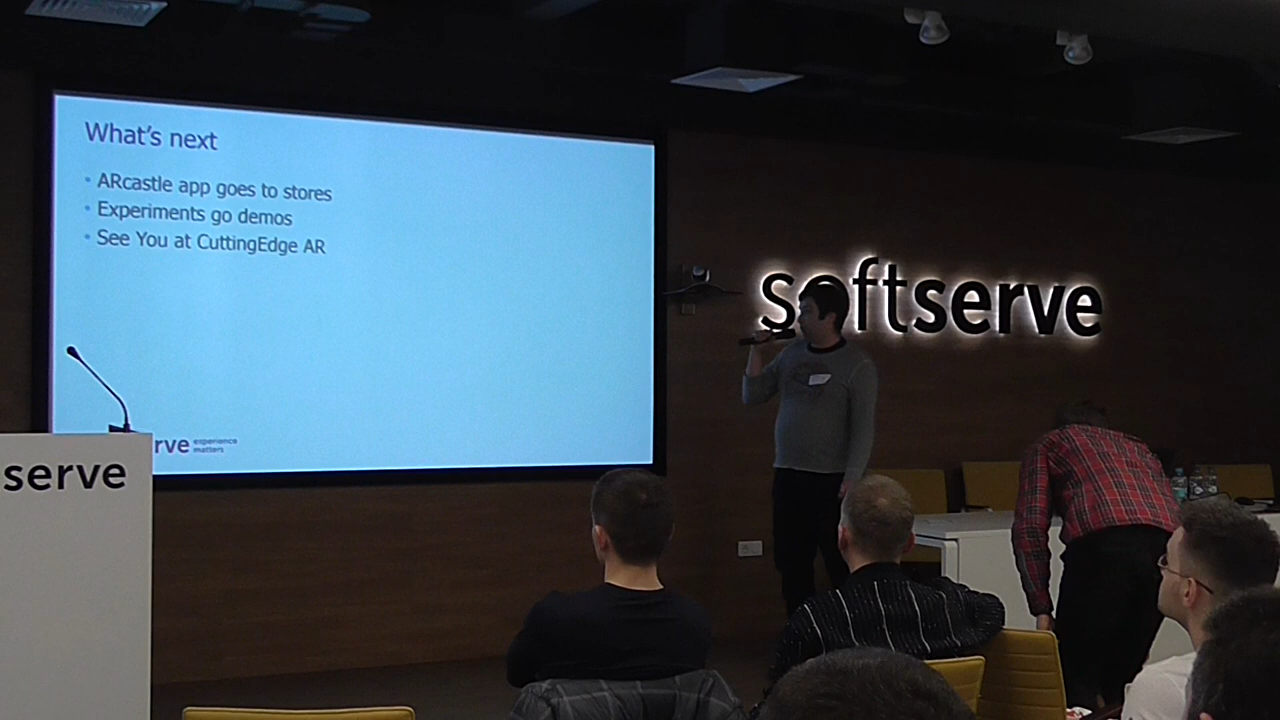 What's next
• ARcastle app goes to stores
• Experiments go demos
• See You at CuttingEdge AR
rve experience
matters
serve
softserve